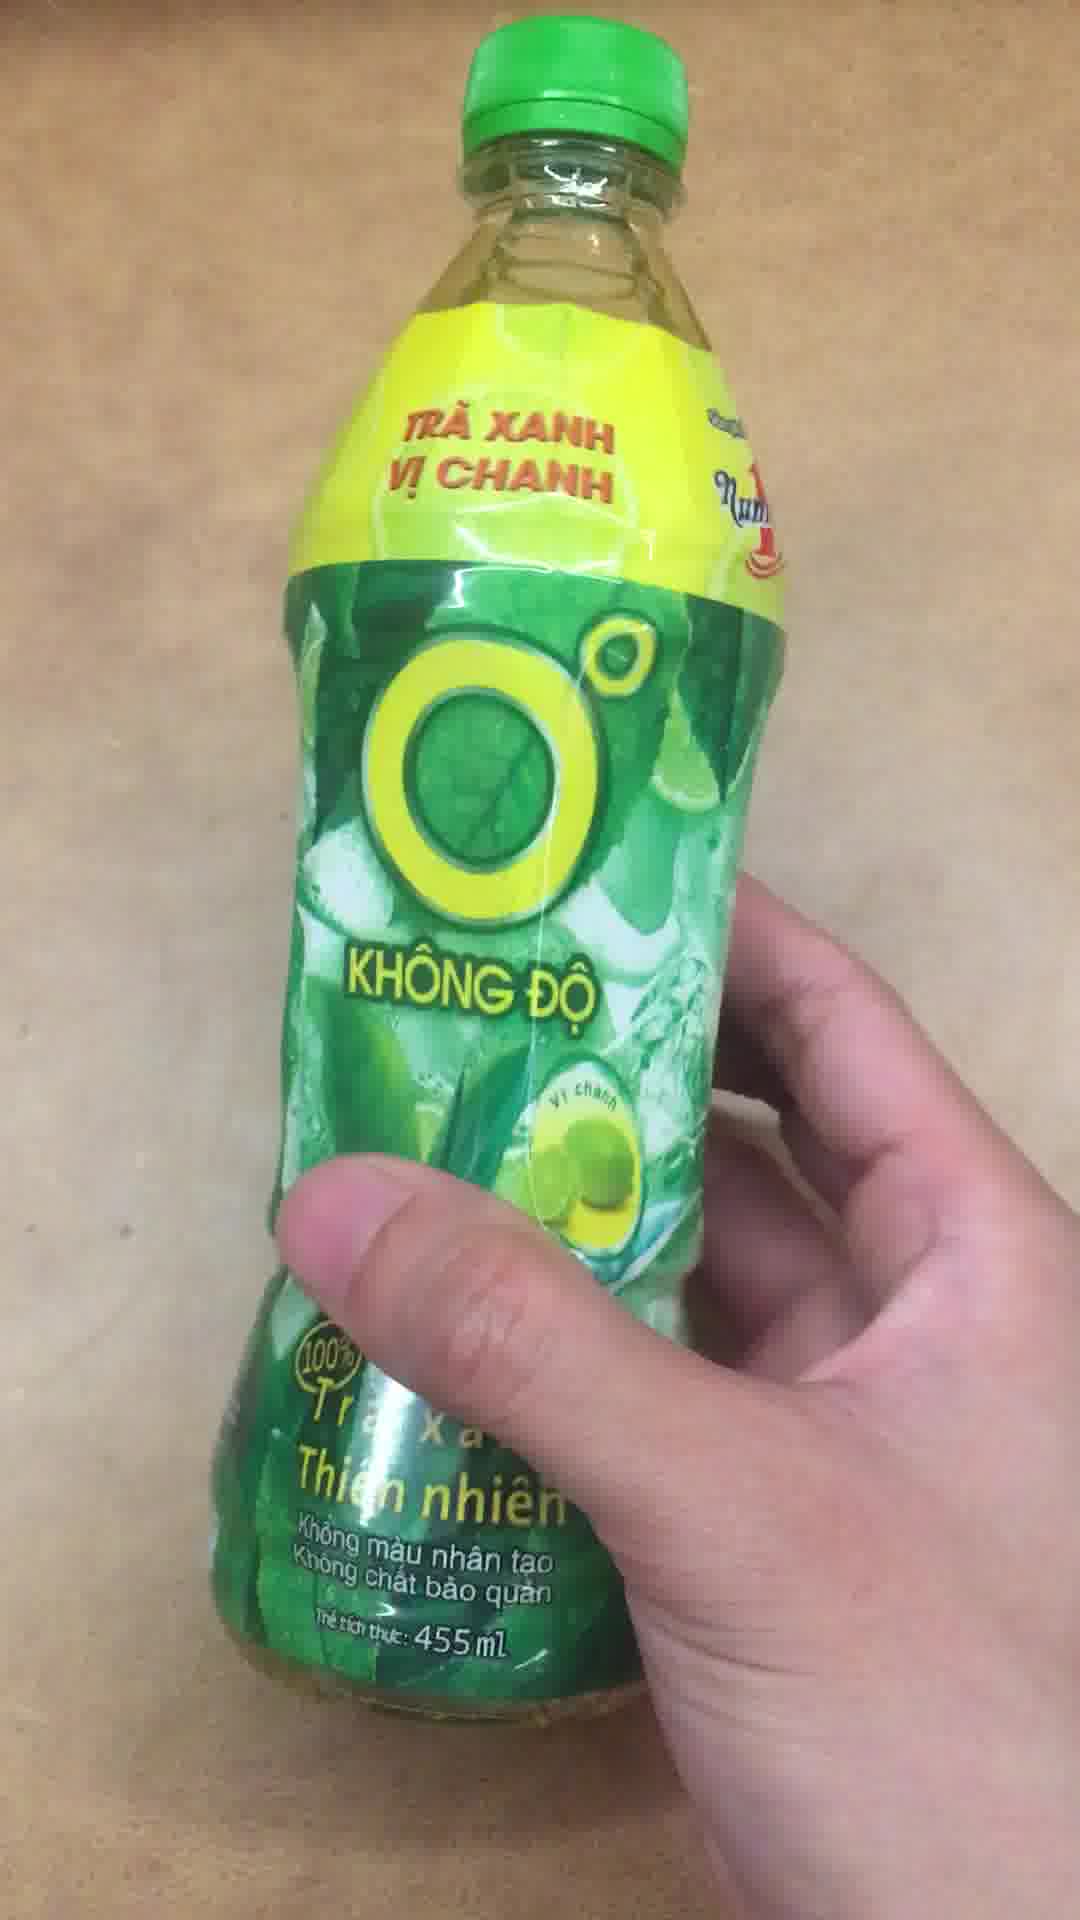 TRÃ XANH
VỊ CHANH
0°
KHÔNG ĐỘ
Vị chanh
100%
Thiên nhiên
Không màu nhân tạo
Không chất bảo quản
Thể tích thực: 455ml